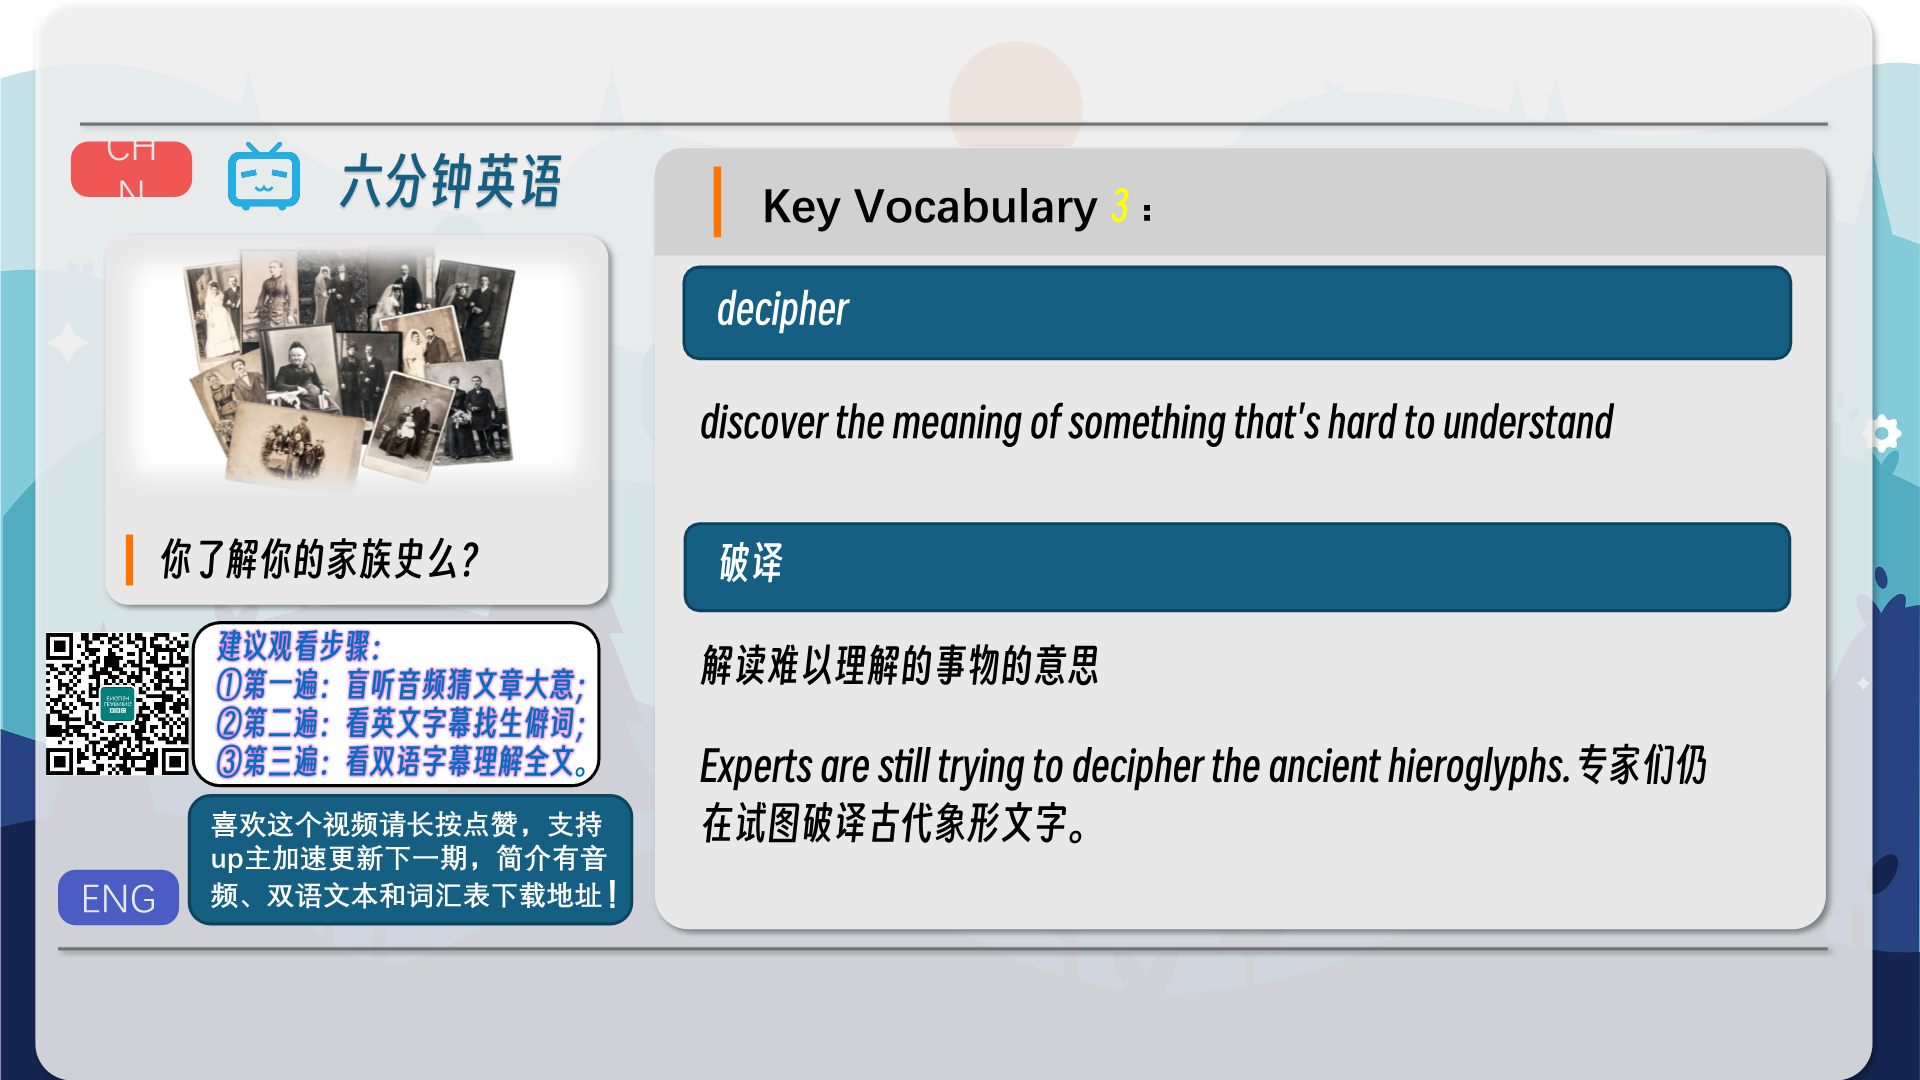 CH
N
六分钟英语
你了解你的家族史么?
建议观看步骤：
①第一遍：盲听音频猜文章大意；
②第二遍：看英文字幕找生僻词；
③第三遍：看双语字幕理解全文。
喜欢这个视频请长按点赞，支持
up主加速更新下一期，简介有音
频、双语文本和词汇表下载地址！
ENG
Key Vocabulary 3：
decipher
discover the meaning of something that's hard to understand
破译
解读难以理解的事物的意思
Experts are still trying to decipher the ancient hieroglyphs. 专家们仍
在试图破译古代象形文字。